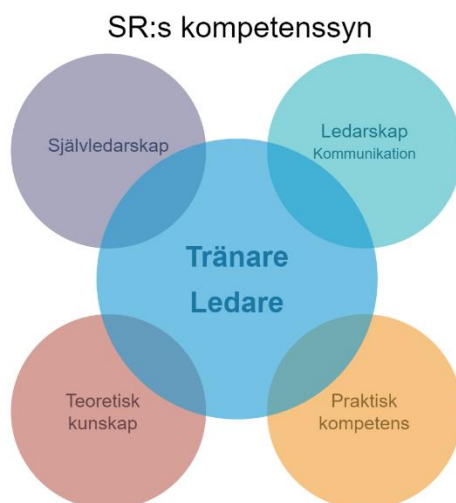 SR:s kompetenssyn
Självledarskap
Ledarskap
Kommunikation
Tränare
Ledare
Teoretisk
kunskap
Praktisk
kompetens